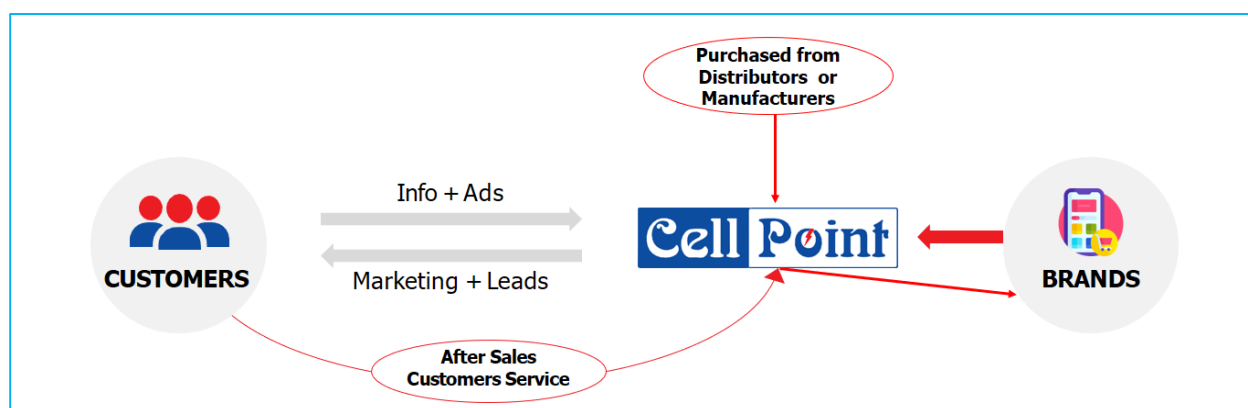 Purchased from
Distributors or
Manufacturers
Info + Ads
Cell Point
Marketing + Leads
CUSTOMERS
BRANDS
After Sales
Customers Service